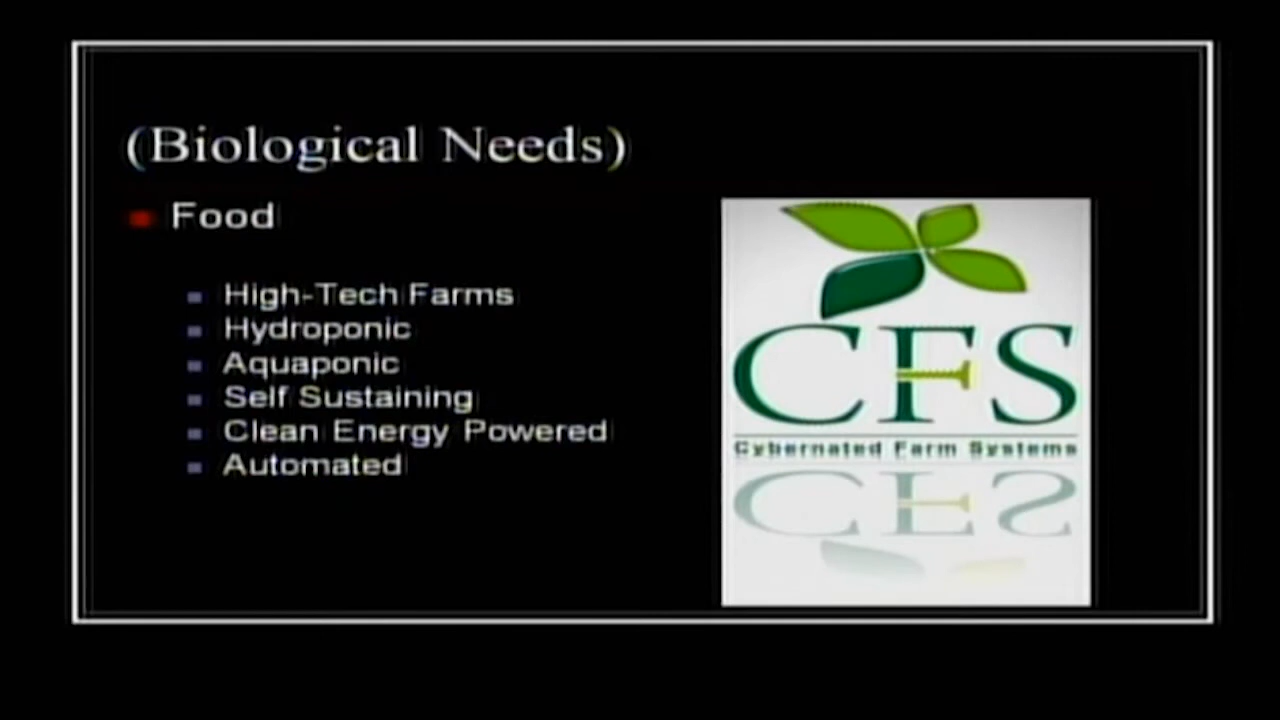 (Biological Needs)
Food
High-Tech Farms
Hydroponic
Aquaponic
Self Sustaining
Clean Energy Powered
Automated
CFS
Cybernated Farm Systems